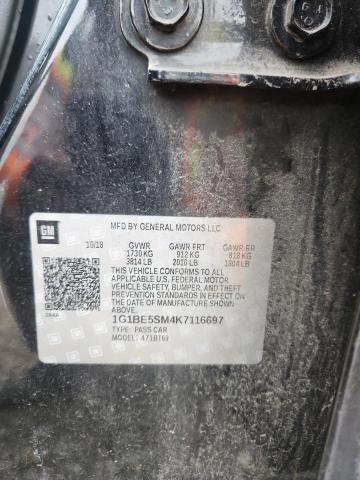 GM
MFD BY GENERAL MOTORS LLC
10/18 GVWR GAWR FRT GAWR RR
1730 KG 912 KG 818 KG
3814 LB 2010 LB 1804 LB
THIS VEHICLE CONFORMS TO ALL
APPLICABLE U.S. FEDERAL MOTOR
VEHICLE SAFETY, BUMPER, AND THEFT
PREVENTION STANDARDS IN EFFECT
ON THE DATE OF MANUFACTURE
SHOWN ABOVE.
1G1BE5SM4K7116697
TYPE: PASS CAR
MODEL: 471BT69